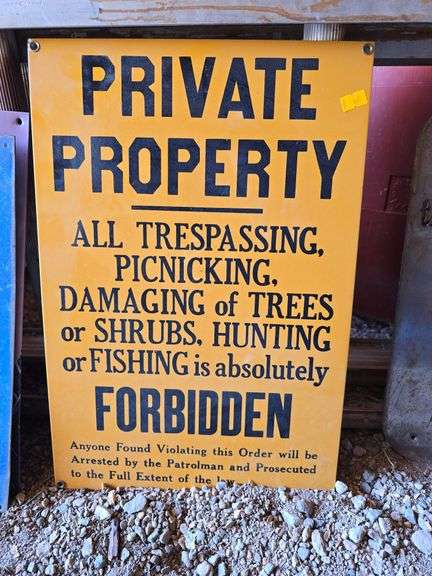 PRIVATE
PROPERTY
ALL TRESPASSING,
PICNICKING,
DAMAGING of TREES
or SHRUBS, HUNTING
or FISHING is absolutely
FORBIDDEN
Anyone Found Violating this Order will be
Arrested by the Patrolman and Prosecuted
to the Full Extent of the